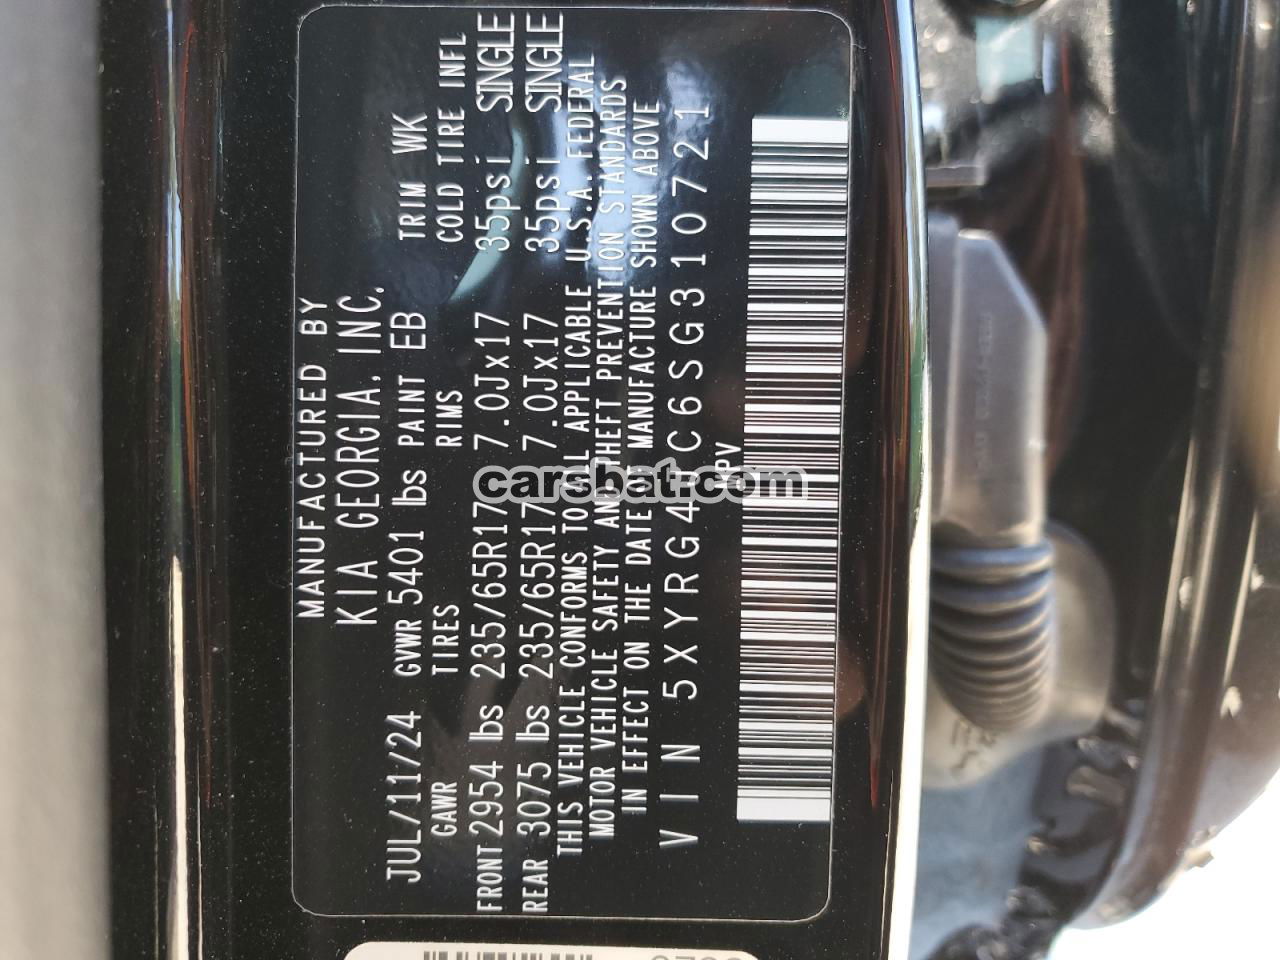 MANUFACTURED BY
KIA GEORGIA, INC.
JUL/11/24 GVWR 5401 lbs PAINT EB TRIM WK
GAWR TIRES RIMS COLD TIRE INFL
FRONT 2954 lbs 235/65R17 7.0Jx17 35psi SINGLE
REAR 3075 lbs 235/65R17 7.0Jx17 35psi SINGLE
THIS VEHICLE CONFORMS TO ALL APPLICABLE U.S.A. FEDERAL
MOTOR VEHICLE SAFETY AND THEFT PREVENTION STANDARDS
IN EFFECT ON THE DATE OF MANUFACTURE SHOWN ABOVE
VIN 5XYRG4JC6SG310721
MPV
carsbat.com